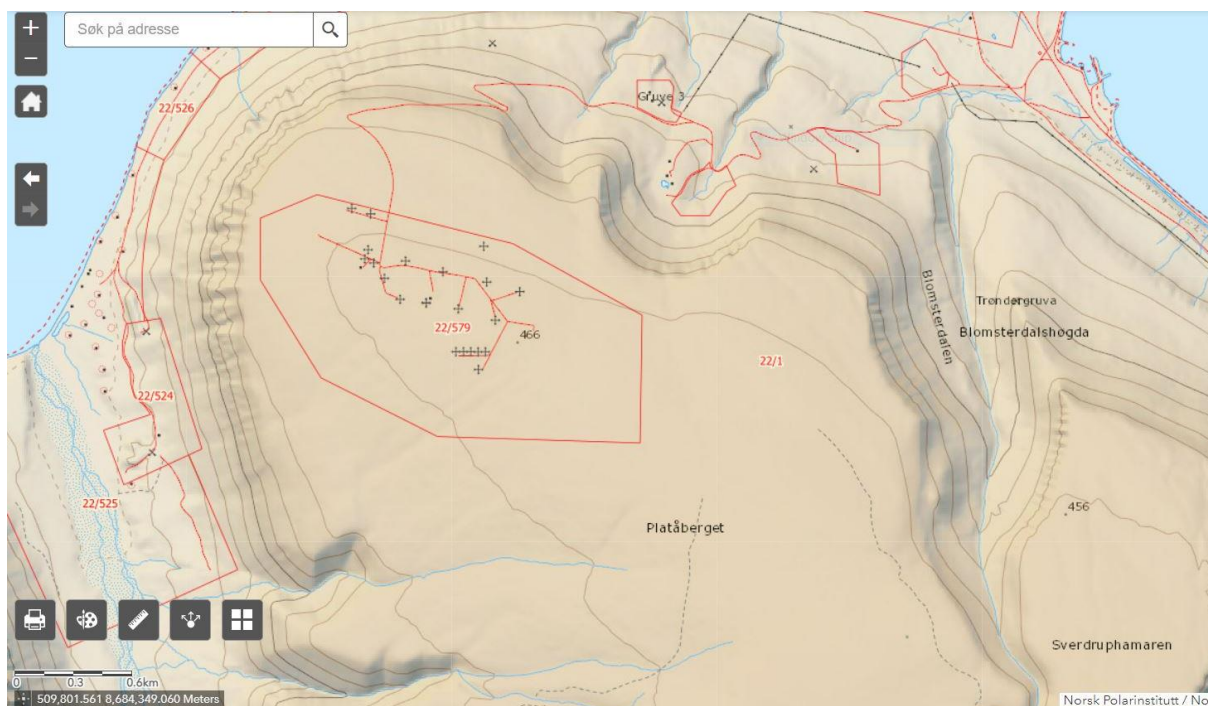 +
Søk på adresse
−
22/526
Gruve 3
Blomsterdalen
Trøndergruva
Blomsterdalshøgda
22/579
466
22/1
22/524
22/525
456
Platåberget
Sverdruphamaren
0 0.3 0.6km
509,801.561 8,684,349.060 Meters
Norsk Polarinstitutt / No